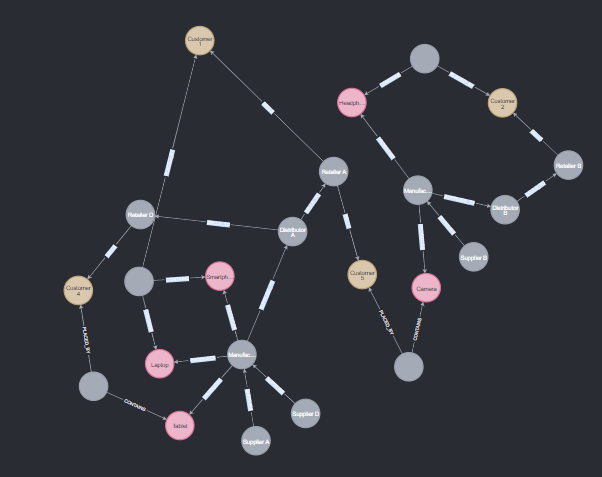 Customer
1
Headph...
Customer
2
Retailer B
Retailer A
Manufac...
Distributor
B
Retailer D
Distributor
A
Supplier B
Customer
4
Smartph...
Customer
5
Camera
PLACED_BY
PLACED_BY
CONTAINS
Laptop
Manufac...
CONTAINS
Tablet
Supplier D
Supplier A